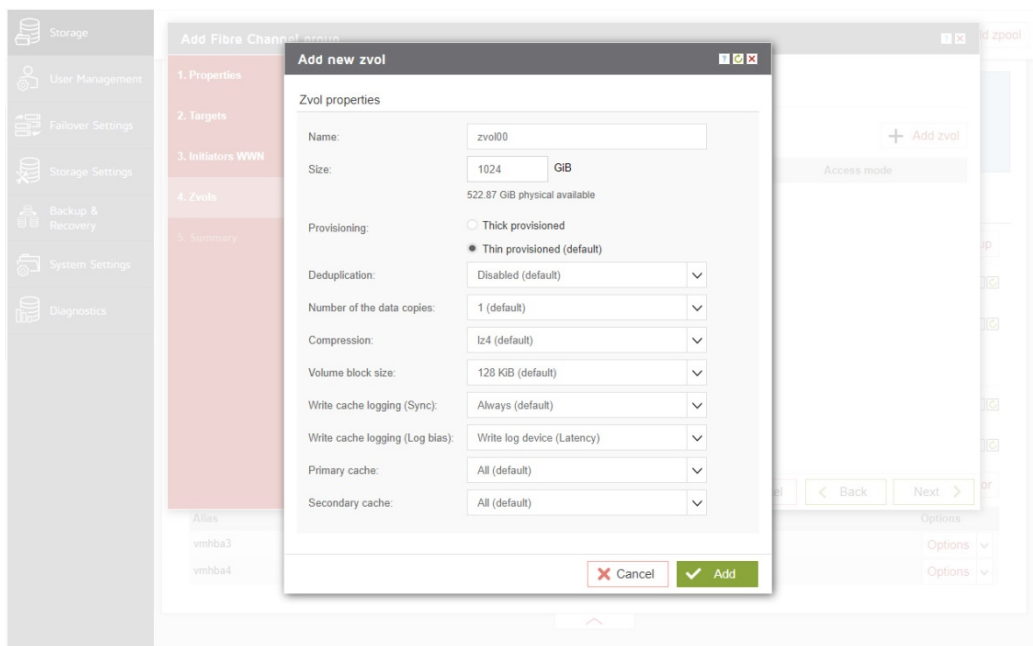 Storage
User Management
Failover Settings
Storage Settings
Backup &
Recovery
System Settings
Diagnostics
Add Fibre Channel group
1. Properties
2. Targets
3. Initiators WWN
4. Zvols
5. Summary
Add zvol
Access mode
Back
Next
Alias
Options
vmhba3
Options
vmhba4
Options
Add new zvol
Zvol properties
Name:
zvol00
Size:
1024
GiB
522.87 GiB physical available
Provisioning:
Thick provisioned
Thin provisioned (default)
Deduplication:
Disabled (default)
Number of the data copies:
1 (default)
Compression:
lz4 (default)
Volume block size:
128 KiB (default)
Write cache logging (Sync):
Always (default)
Write cache logging (Log bias):
Write log device (Latency)
Primary cache:
All (default)
Secondary cache:
All (default)
Cancel
Add